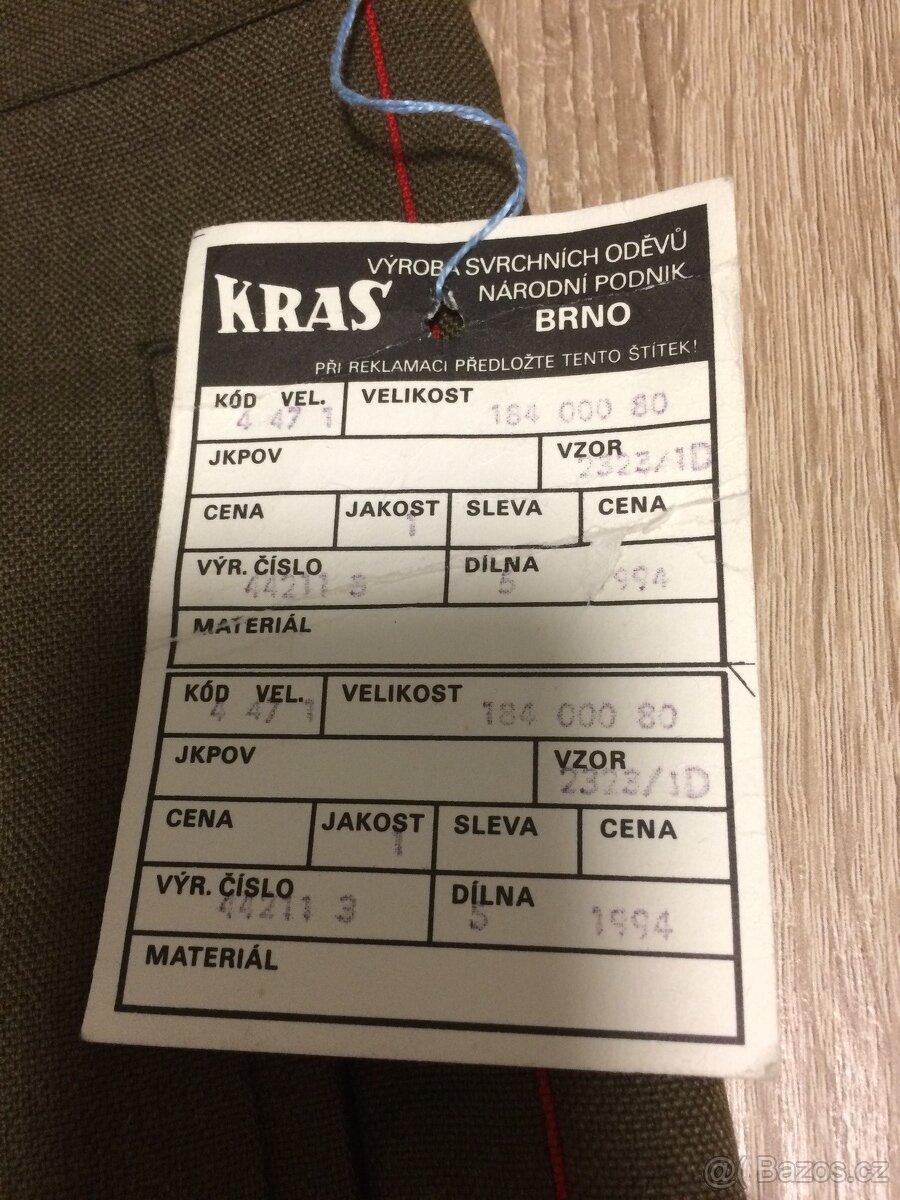 VÝROBA SVRCHNÍCH ODĚVŮ
KRAS NÁRODNÍ PODNIK
BRNO
PŘI REKLAMACI PŘEDLOŽTE TENTO ŠTÍTEK!
KÓD VEL. VELIKOST
4 47 1 184 000 80
JKPOV VZOR
2323/1D
CENA JAKOST SLEVA CENA
1
VÝR. ČÍSLO DÍLNA
44211 3 5 1994
MATERIÁL
KÓD VEL. VELIKOST
4 47 1 184 000 80
JKPOV VZOR
2323/1D
CENA JAKOST SLEVA CENA
1
VÝR. ČÍSLO DÍLNA
44211 3 5 1994
MATERIÁL
@/ Bazos.cz